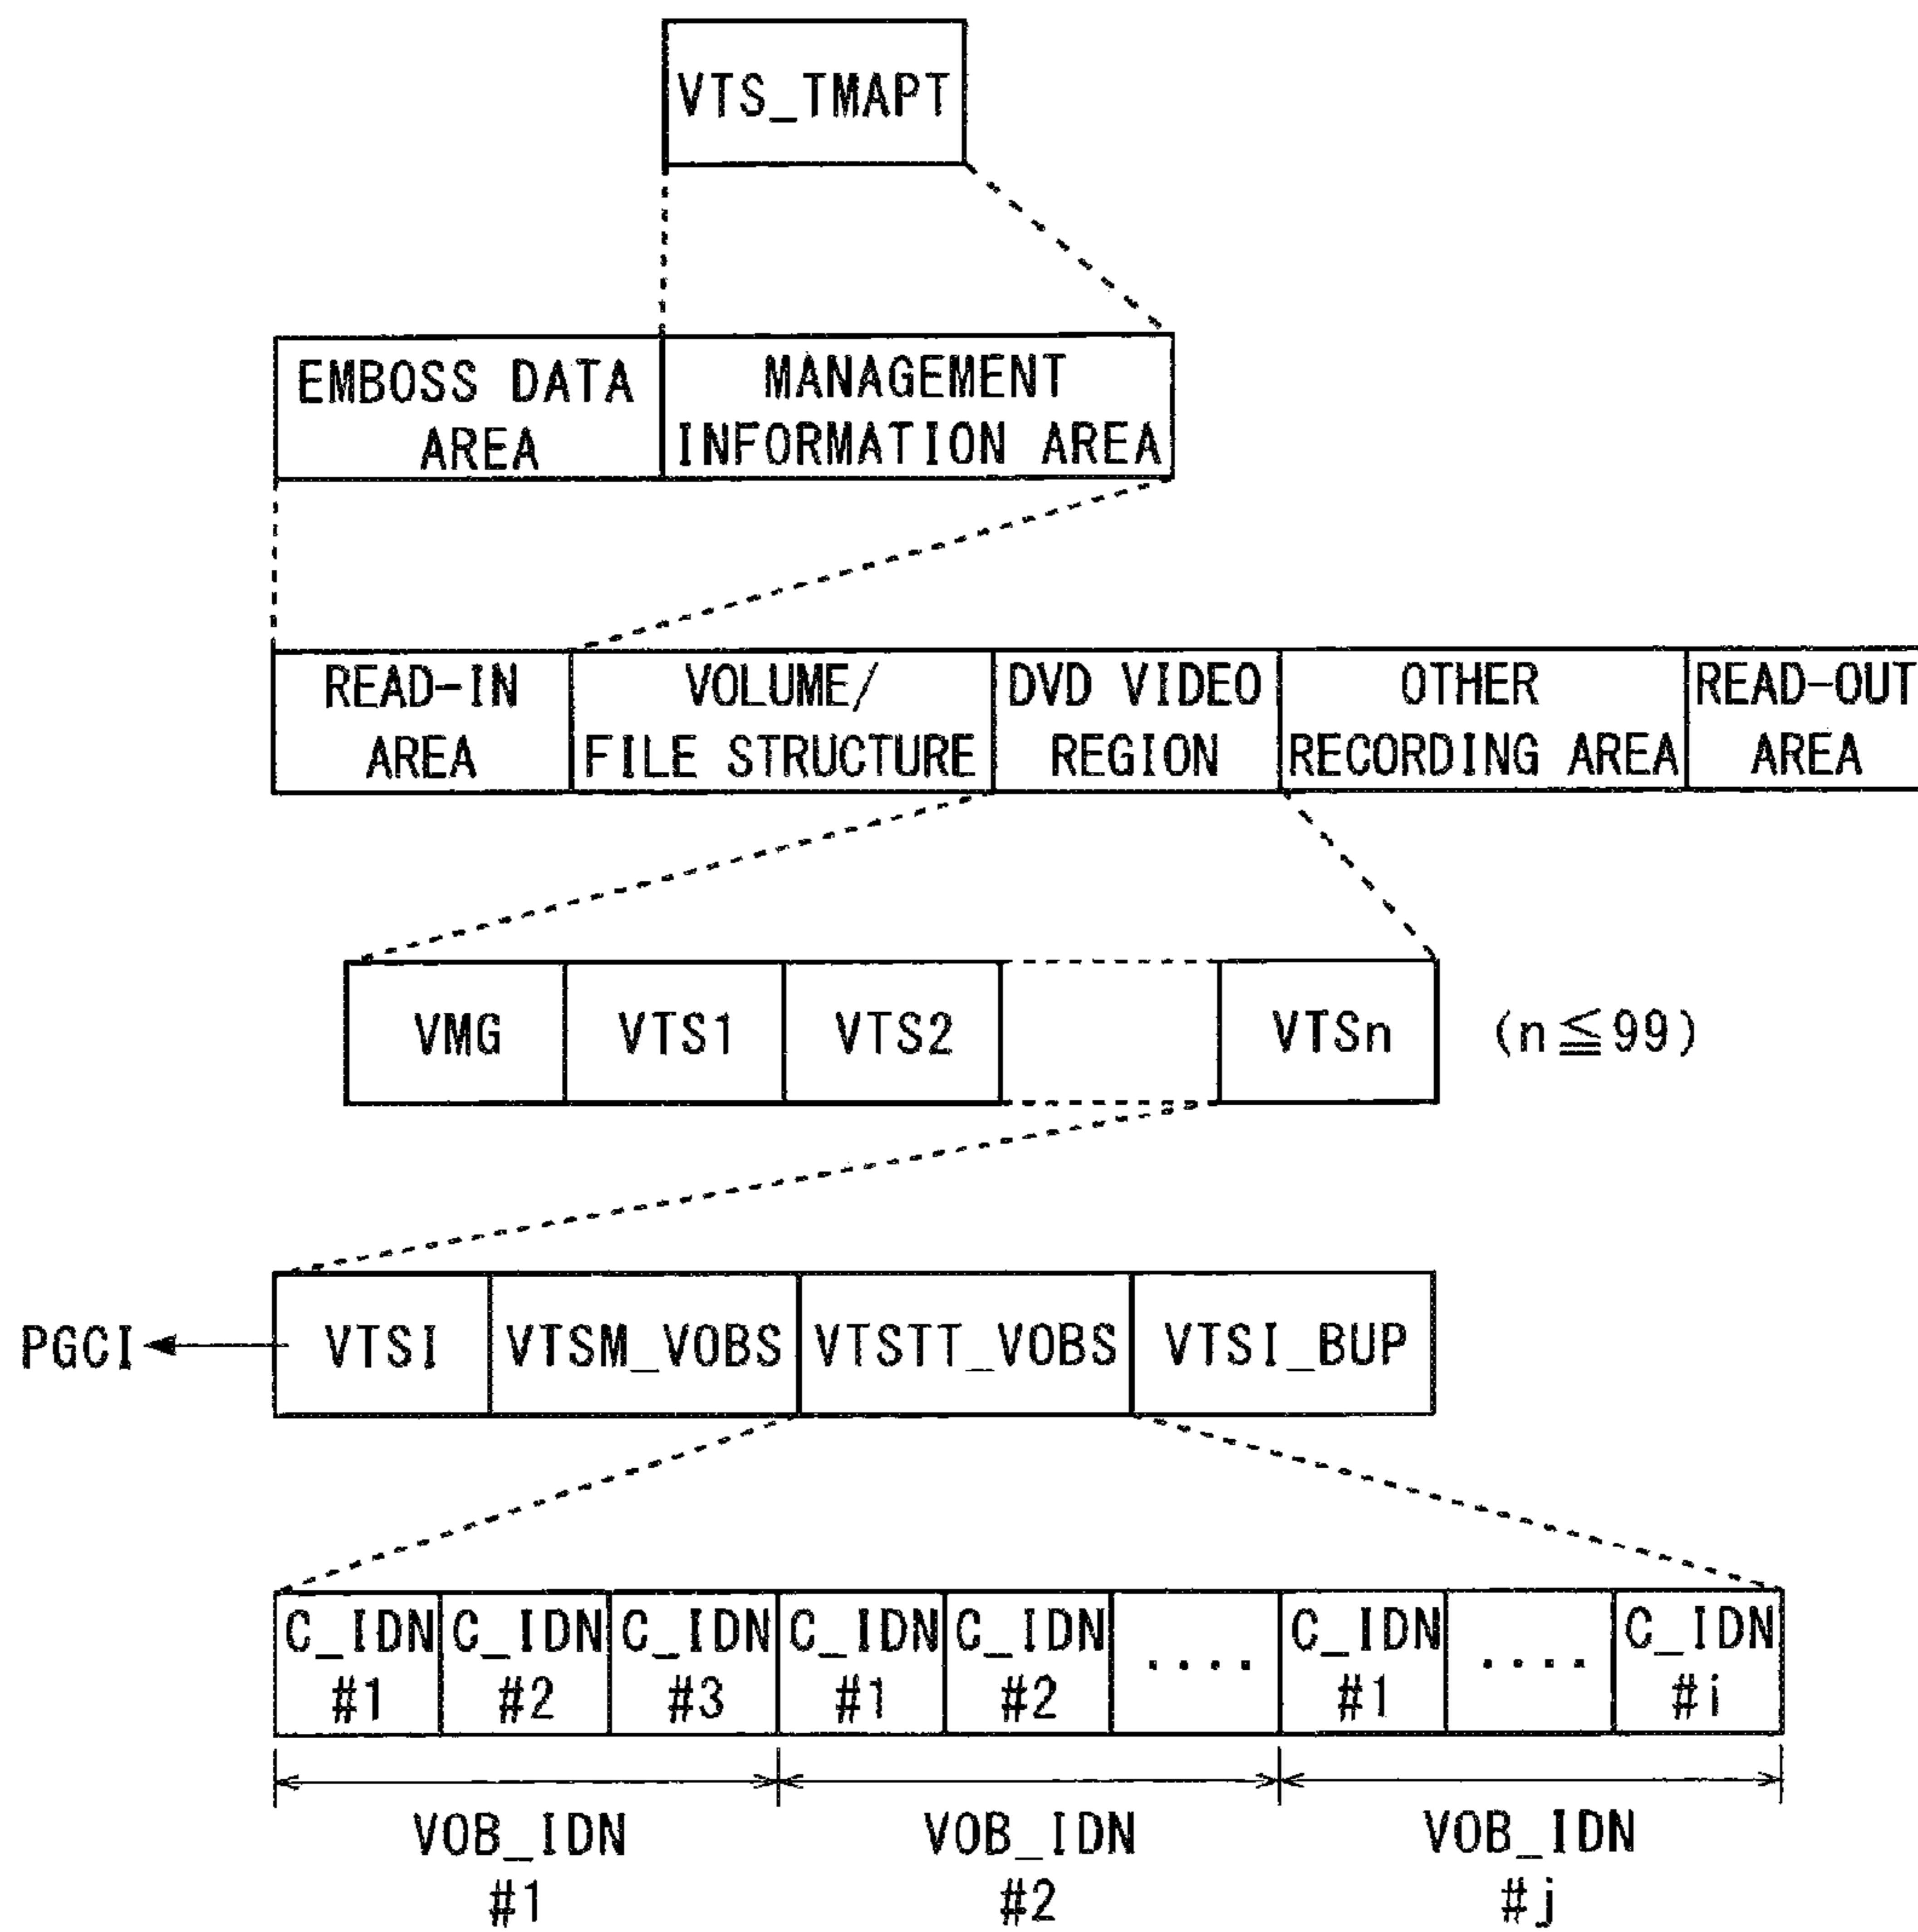 VTS_TMAPT
EMBOSS DATA
AREA
MANAGEMENT
INFORMATION AREA
READ-IN
AREA
VOLUME/
FILE STRUCTURE
DVD VIDEO
REGION
OTHER
RECORDING AREA
READ-OUT
AREA
VMG
VTS1
VTS2
VTSn
(n≦99)
PGCI
VTSI
VTSM_VOBS
VTSTT_VOBS
VTSI_BUP
C_IDN
#1
C_IDN
#2
C_IDN
#3
C_IDN
#1
C_IDN
#2
....
C_IDN
#1
....
C_IDN
#i
VOB_IDN
#1
VOB_IDN
#2
VOB_IDN
#j